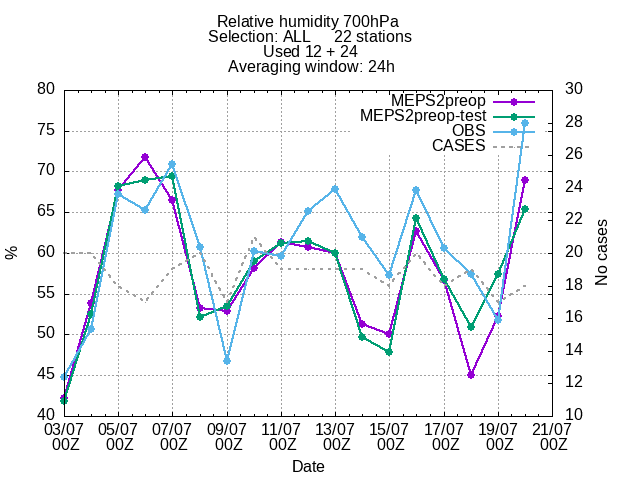 Relative humidity 700hPa
Selection: ALL 22 stations
Used 12 + 24
Averaging window: 24h
MEPS2preop
MEPS2preop-test
OBS
CASES
80
75
70
65
60
55
50
45
40
%
30
28
26
24
22
20
18
16
14
12
10
No cases
03/07 05/07 07/07 09/07 11/07 13/07 15/07 17/07 19/07 21/07
00Z 00Z 00Z 00Z 00Z 00Z 00Z 00Z 00Z 00Z
Date